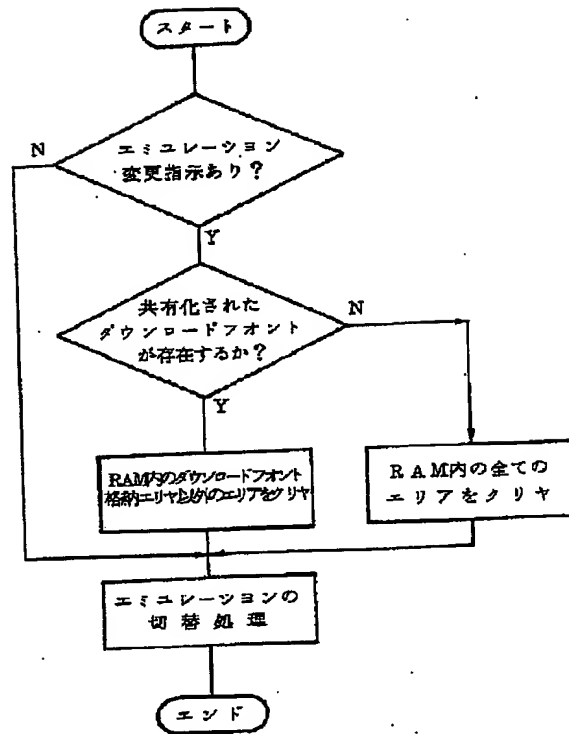 スタート
エミユレーション
変更指示あり?
N
Y
共有化された
ダウンロードフオント
が存在するか?
N
Y
RAM内のダウンロードフオント
格納エリヤ以外のエリアをクリヤ
RAM内の全ての
エリアをクリヤ
エミユレーションの
切替処理
エンド